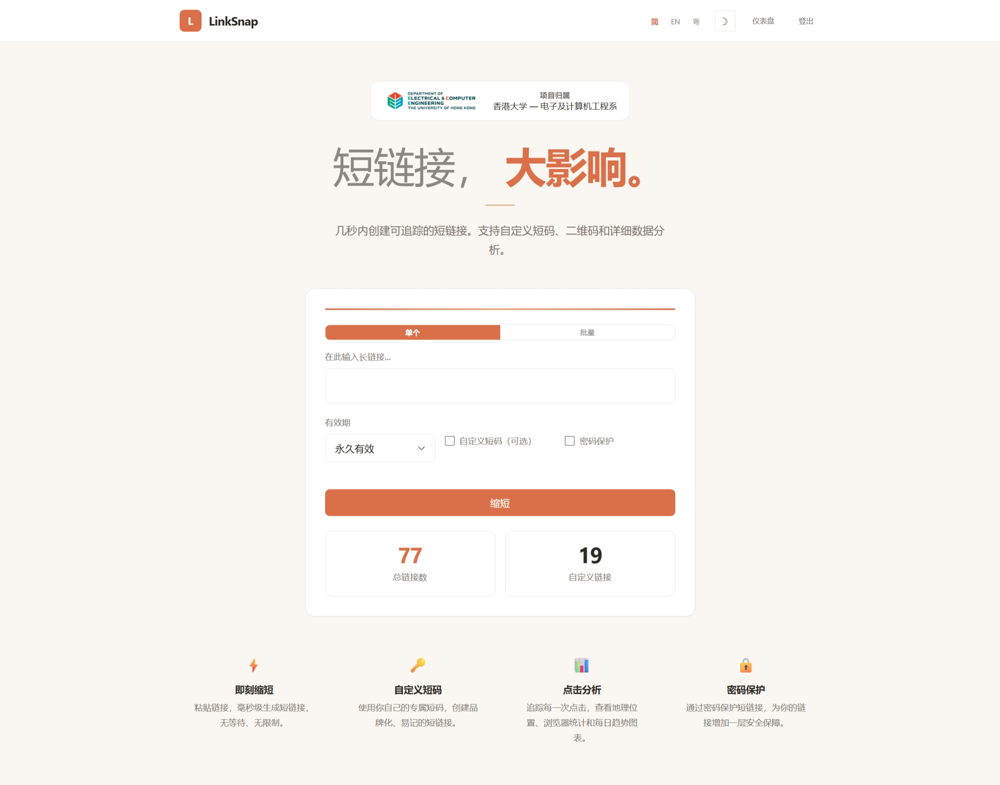 L LinkSnap
简 EN 粤 仪表盘 登出
DEPARTMENT OF
ELECTRICAL & COMPUTER
ENGINEERING
THE UNIVERSITY OF HONG KONG
项目归属
香港大学 — 电子及计算机工程系
短链接， 大影响。
几秒内创建可追踪的短链接。支持自定义短码、二维码和详细数据分
析。
单个 批量
在此输入长链接...
有效期
永久有效
自定义短码（可选） 密码保护
缩短
77
总链接数
19
自定义链接
即刻缩短
粘贴链接，毫秒级生成短链接，
无等待、无限制。
自定义短码
使用你自己的专属短码，创建品
牌化、易记的短链接。
点击分析
追踪每一次点击，查看地理位
置、浏览器统计和每日趋势图
表。
密码保护
通过密码保护短链接，为你的链
接增加一层安全保障。